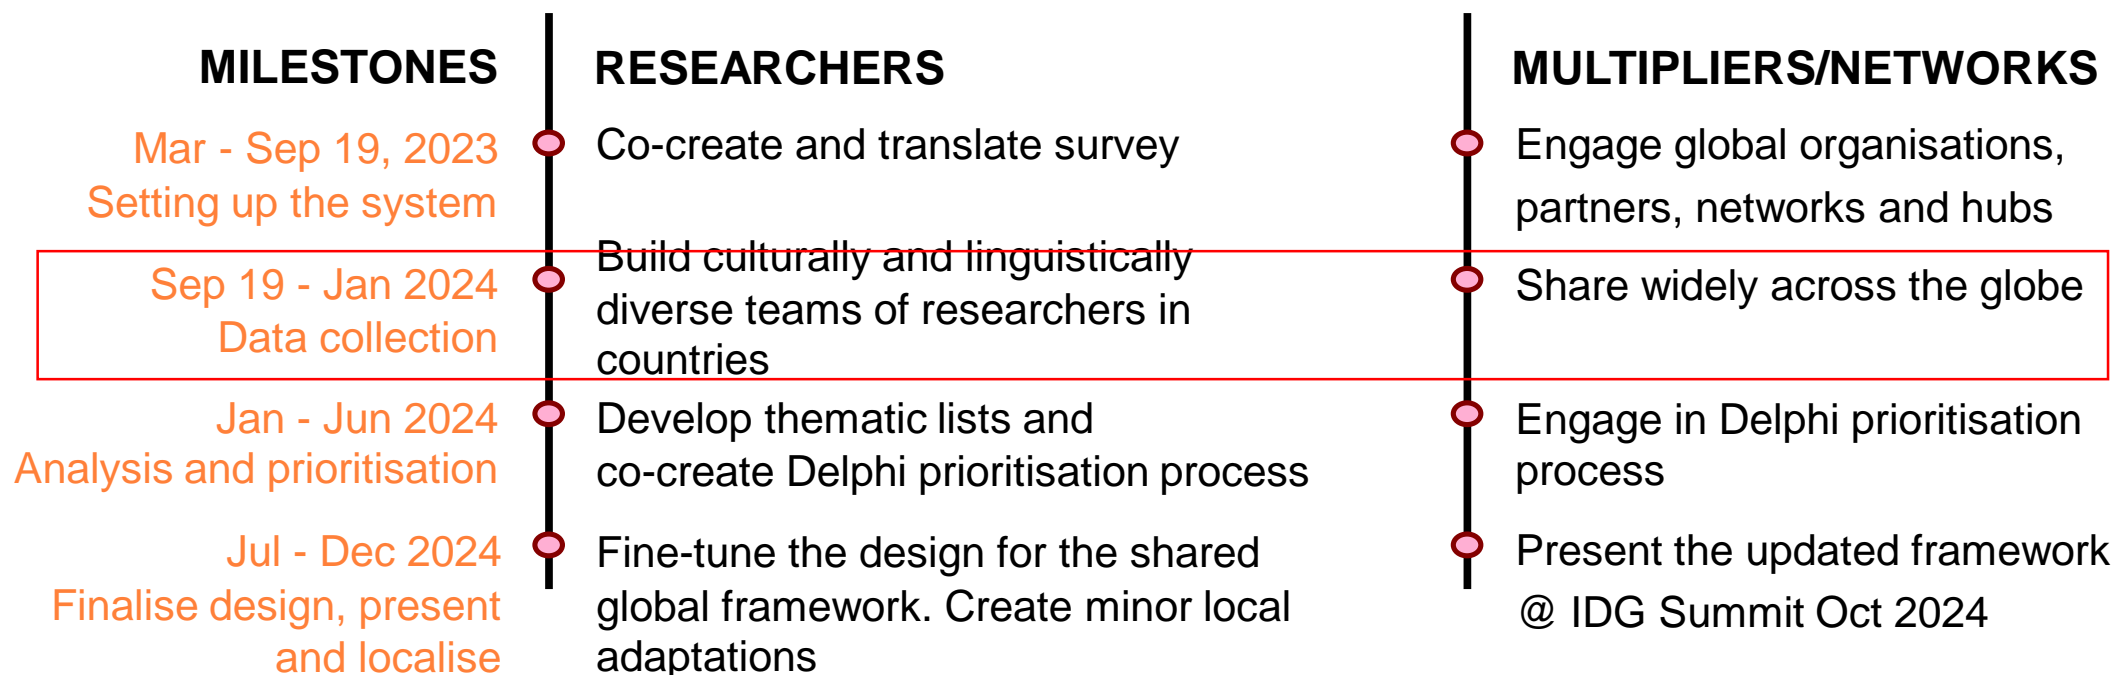 MILESTONES
Mar - Sep 19, 2023
Setting up the system
Sep 19 - Jan 2024
Data collection
Jan - Jun 2024
Analysis and prioritisation
Jul - Dec 2024
Finalise design, present
and localise
RESEARCHERS
Co-create and translate survey
Build culturally and linguistically
diverse teams of researchers in
countries
Develop thematic lists and
co-create Delphi prioritisation process
Fine-tune the design for the shared
global framework. Create minor local
adaptations
MULTIPLIERS/NETWORKS
Engage global organisations,
partners, networks and hubs
Share widely across the globe
Engage in Delphi prioritisation
process
Present the updated framework
@ IDG Summit Oct 2024